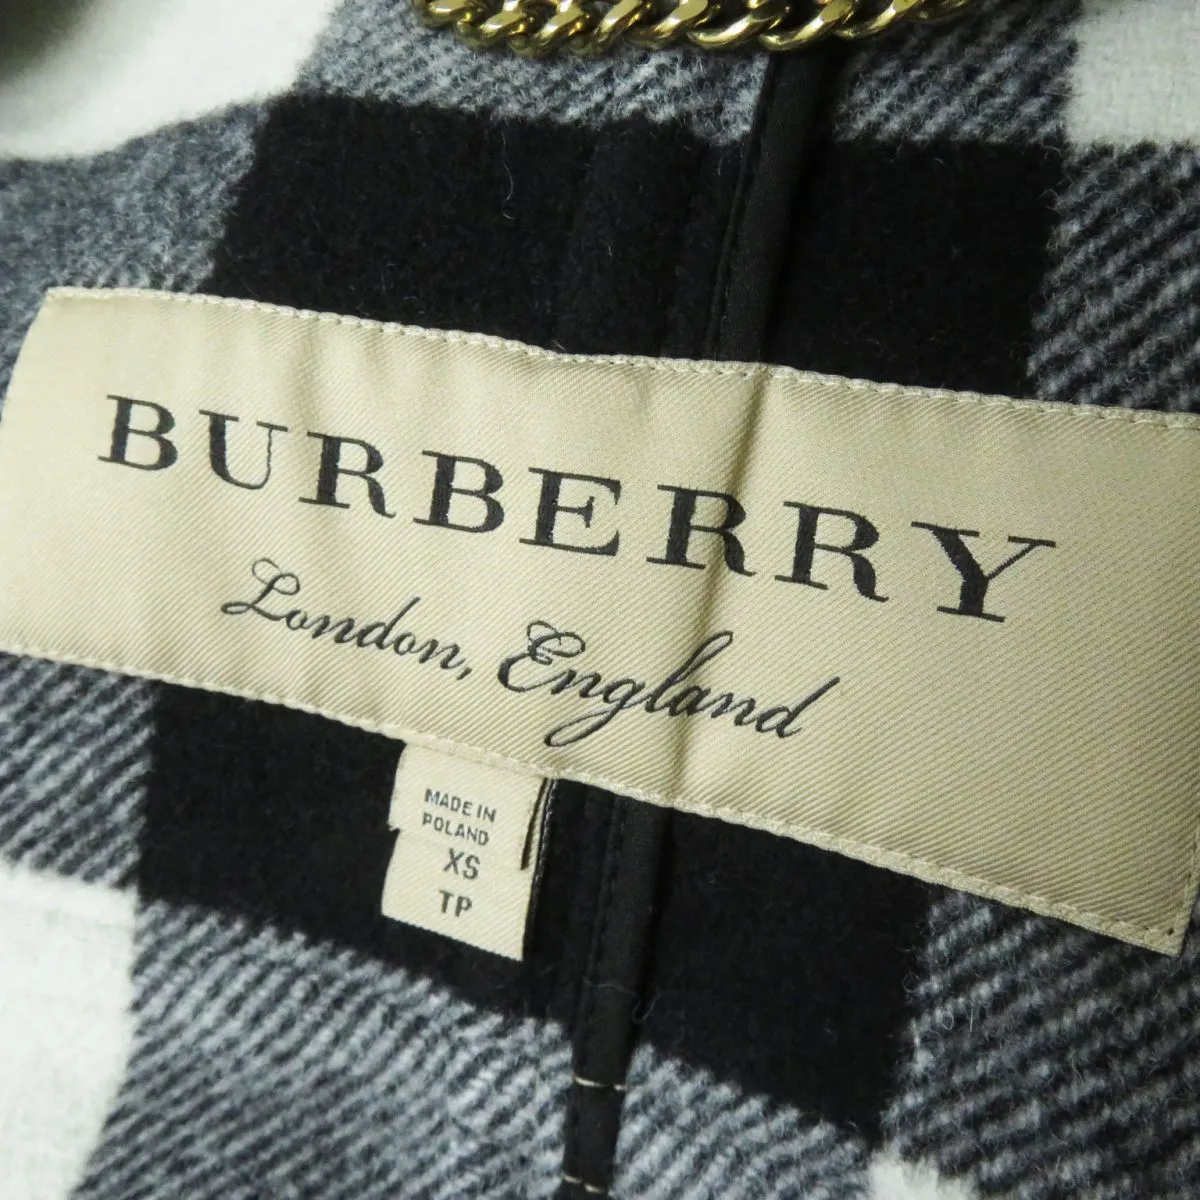 BURBERRY
London, England
MADE IN
POLAND
XS
TP